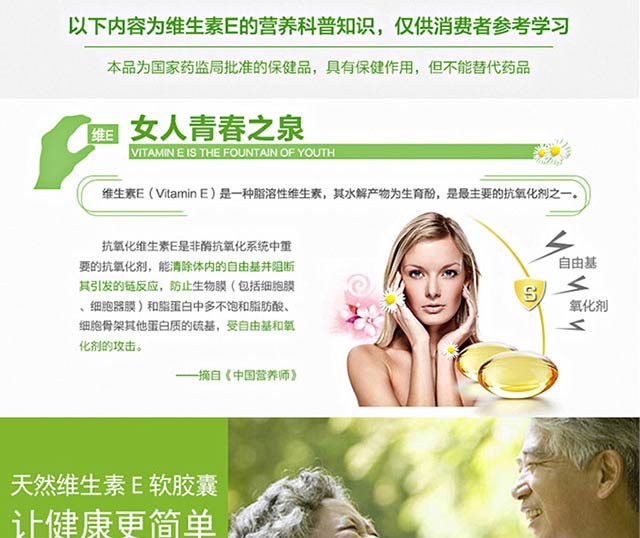 以下内容为维生素E的营养科普知识，仅供消费者参考学习
本品为国家药监局批准的保健品，具有保健作用，但不能替代药品
维E
女人青春之泉
VITAMIN E IS THE FOUNTAIN OF YOUTH
维生素E（Vitamin E）是一种脂溶性维生素，其水解产物为生育酚，是最主要的抗氧化剂之一。
抗氧化维生素E是非酶抗氧化系统中重
要的抗氧化剂，能清除体内的自由基并阻断
其引发的链反应，防止生物膜（包括细胞膜
、细胞器膜）和脂蛋白中多不饱和脂肪酸、
细胞骨架其他蛋白质的巯基，受自由基和氧
化剂的攻击。
——摘自《中国营养师》
自由基
S
氧化剂
天然维生素 E 软胶囊
让健康更简单